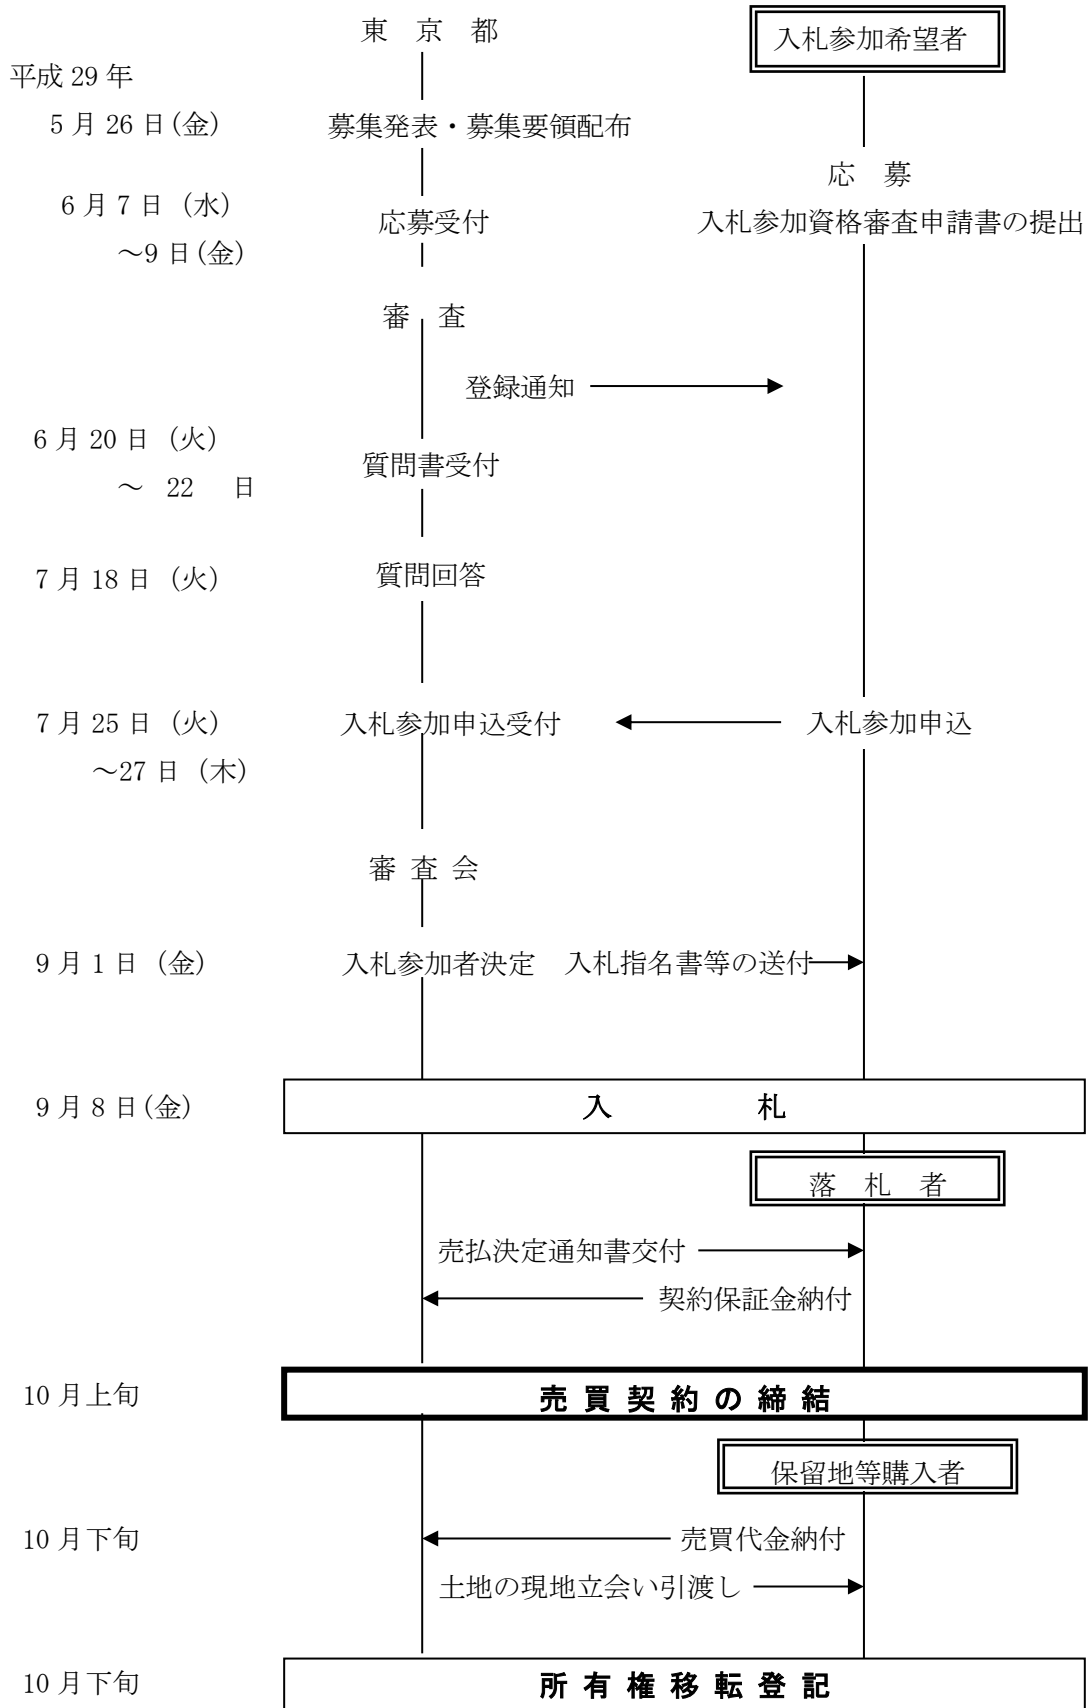 東 京 都
入札参加希望者
平成 29 年
5 月 26 日(金)
募集発表・募集要領配布
応 募
6 月 7 日 (水)
応募受付
入札参加資格審査申請書の提出
～9 日(金)
審 査
登録通知
6 月 20 日 (火)
質問書受付
～ 22 日
7 月 18 日 (火)
質問回答
7 月 25 日 (火)
入札参加申込受付
入札参加申込
～27 日 (木)
審 査 会
9 月 1 日 (金)
入札参加者決定 入札指名書等の送付
9 月 8 日(金)
入 札
落 札 者
売払決定通知書交付
契約保証金納付
10 月上旬
売 買 契 約 の 締 結
保留地等購入者
10 月下旬
売買代金納付
土地の現地立会い引渡し
10 月下旬
所 有 権 移 転 登 記